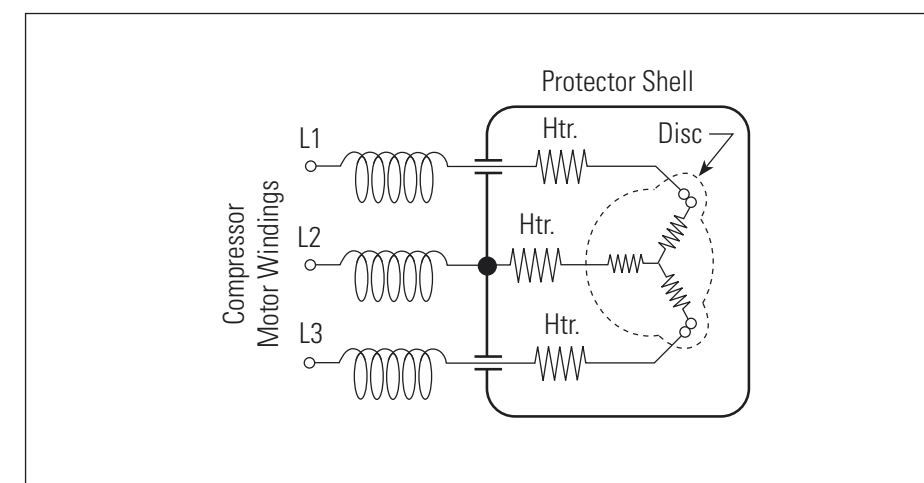 Protector Shell
Htr.
Disc
L1
Htr.
L2
Compressor
Motor Windings
Htr.
L3